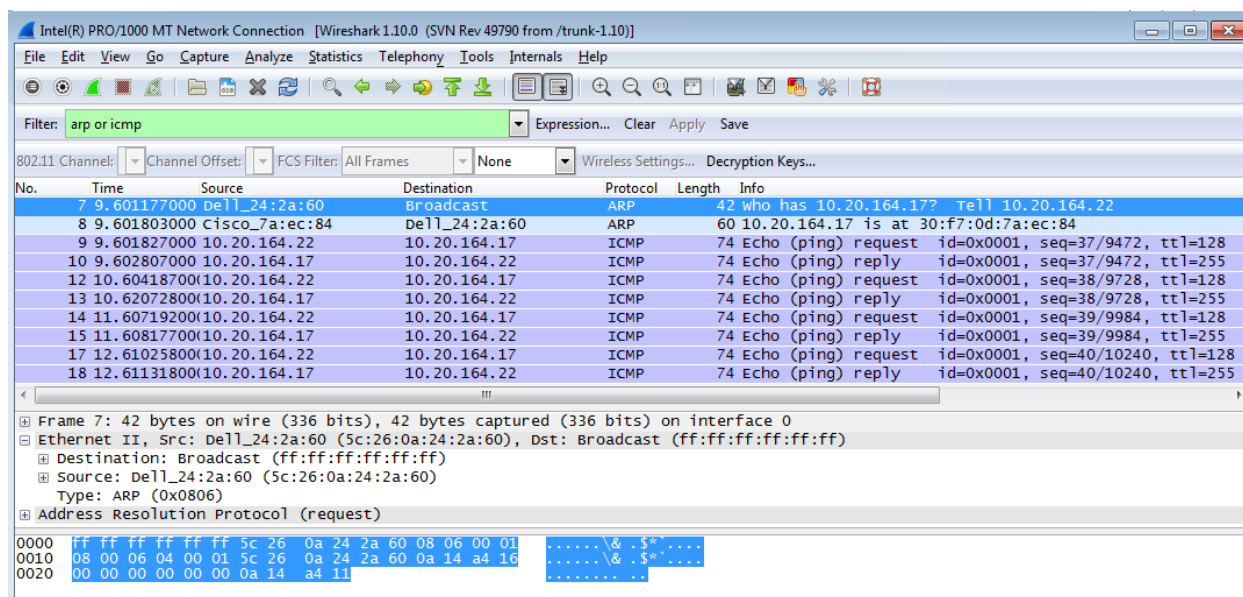 Intel(R) PRO/1000 MT Network Connection [Wireshark 1.10.0 (SVN Rev 49790 from /trunk-1.10)]
File Edit View Go Capture Analyze Statistics Telephony Tools Internals Help
Filter: arp or icmp Expression... Clear Apply Save
802.11 Channel: Channel Offset: FCS Filter: All Frames None Wireless Settings... Decryption Keys...
No. Time Source Destination Protocol Length Info
7 9.601177000 Dell_24:2a:60 Broadcast ARP 42 Who has 10.20.164.17? Tell 10.20.164.22
8 9.601803000 Cisco_7a:ec:84 Dell_24:2a:60 ARP 60 10.20.164.17 is at 30:f7:0d:7a:ec:84
9 9.601827000 10.20.164.22 10.20.164.17 ICMP 74 Echo (ping) request id=0x0001, seq=37/9472, ttl=128
10 9.602807000 10.20.164.17 10.20.164.22 ICMP 74 Echo (ping) reply id=0x0001, seq=37/9472, ttl=255
12 10.60418700(10.20.164.22 10.20.164.17 ICMP 74 Echo (ping) request id=0x0001, seq=38/9728, ttl=128
13 10.62072800(10.20.164.17 10.20.164.22 ICMP 74 Echo (ping) reply id=0x0001, seq=38/9728, ttl=255
14 11.60719200(10.20.164.22 10.20.164.17 ICMP 74 Echo (ping) request id=0x0001, seq=39/9984, ttl=128
15 11.60817700(10.20.164.17 10.20.164.22 ICMP 74 Echo (ping) reply id=0x0001, seq=39/9984, ttl=255
17 12.61025800(10.20.164.22 10.20.164.17 ICMP 74 Echo (ping) request id=0x0001, seq=40/10240, ttl=128
18 12.61131800(10.20.164.17 10.20.164.22 ICMP 74 Echo (ping) reply id=0x0001, seq=40/10240, ttl=255
Frame 7: 42 bytes on wire (336 bits), 42 bytes captured (336 bits) on interface 0
Ethernet II, Src: Dell_24:2a:60 (5c:26:0a:24:2a:60), Dst: Broadcast (ff:ff:ff:ff:ff:ff)
Destination: Broadcast (ff:ff:ff:ff:ff:ff)
Source: Dell_24:2a:60 (5c:26:0a:24:2a:60)
Type: ARP (0x0806)
Address Resolution Protocol (request)
0000 ff ff ff ff ff ff 5c 26 0a 24 2a 60 08 06 00 01 ......\& .$*`....
0010 08 00 06 04 00 01 5c 26 0a 24 2a 60 0a 14 a4 16 ......\& .$*`....
0020 00 00 00 00 00 00 0a 14 a4 11 ........ ..